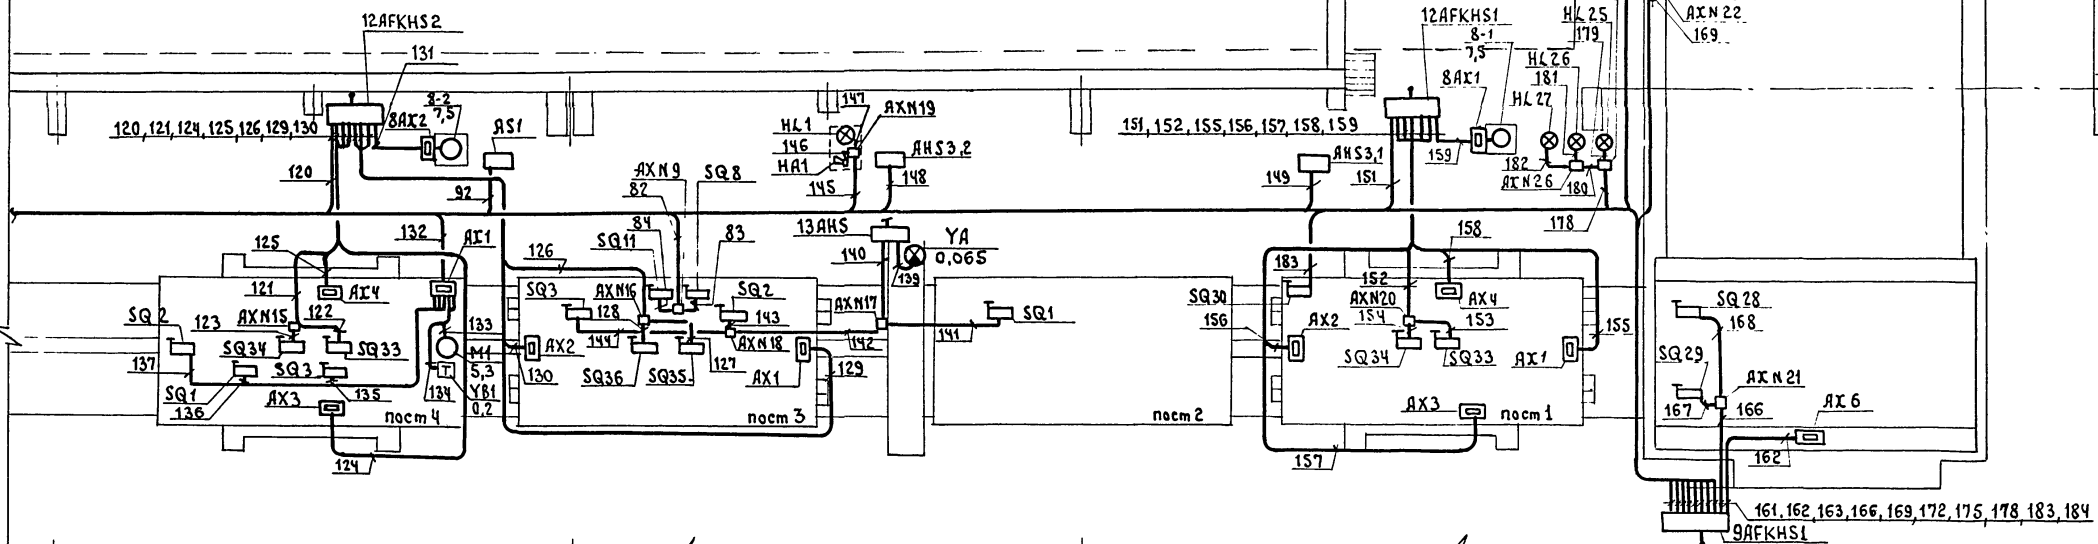 12AFKHS2
131
8-2
7,5
8AX2
120, 121, 124, 125, 126, 129, 130
AS1
120
92
AXN9
82
SQ8
147
AXN19
HL1
146
HA1
145
AHS3,2
148
12AFKHS1
8-1
7,5
8AX1
151, 152, 155, 156, 157, 158, 159
159
AHS3,1
149
151
HL25
179
HL26
181
HL27
182
AXN26
180
178
AXN22
169
125
132
AX1
126
84
SQ11
83
13AHS
140
YA
0,065
139
158
183
152
121
AX4
122
SQ3
AXN16
SQ2
AXN17
SQ1
SQ30
AXN20
AX4
SQ28
168
SQ2
123
AXN15
133
128
143
154
153
156
AX2
155
137
SQ34
SQ33
M1
5,3
AX2
144
AXN18
142
141
SQ34
SQ33
AX1
SQ29
SQ1
136
SQ3
135
134
YB1
0,2
130
SQ36
SQ35
127
AX1
129
AXN21
167
166
AX6
AX3
пост 4
пост 3
пост 2
AX3
пост 1
124
157
162
161, 162, 163, 166, 169, 172, 175, 178, 183, 184
9AFKHS1